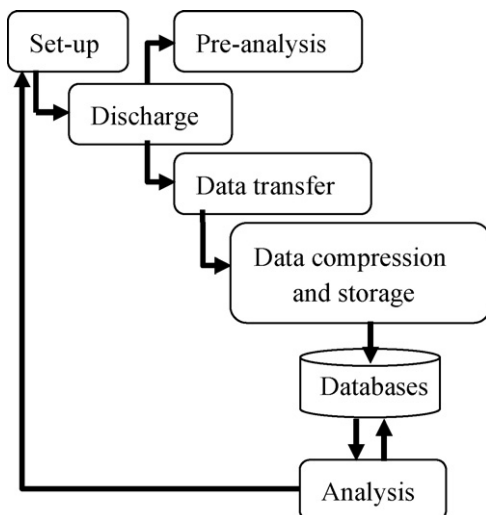 Set-up
Pre-analysis
Discharge
Data transfer
Data compression
and storage
Databases
Analysis